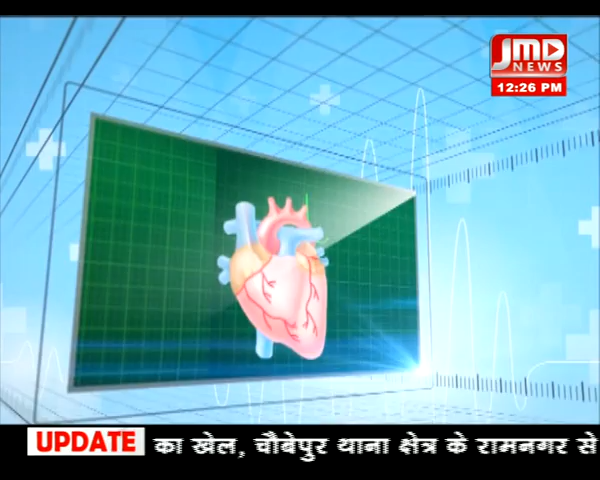 JMD
NEWS
12:26 PM
UPDATE का खेल, चौबेपुर थाना क्षेत्र के रामनगर से